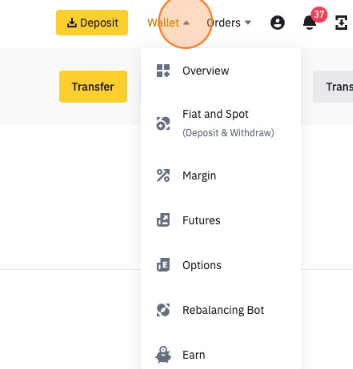 Deposit Wallet Orders 37
Transfer Trans
Overview
Fiat and Spot
(Deposit & Withdraw)
Margin
Futures
Options
Rebalancing Bot
Earn